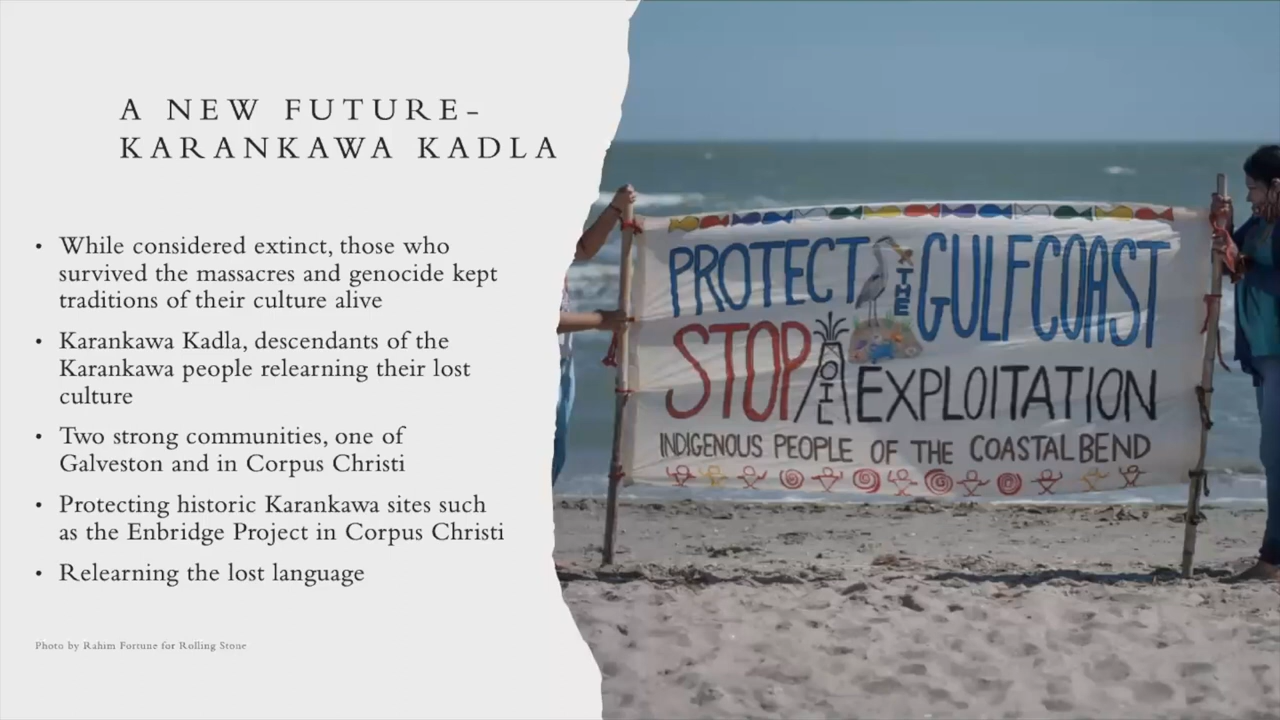 A NEW FUTURE-
KARANKAWA KADLA
• While considered extinct, those who
survived the massacres and genocide kept
traditions of their culture alive
• Karankawa Kadla, descendants of the
Karankawa people relearning their lost
culture
• Two strong communities, one of
Galveston and in Corpus Christi
• Protecting historic Karankawa sites such
as the Enbridge Project in Corpus Christi
• Relearning the lost language
Photo by Rahim Fortune for Rolling Stone
PROTECT THE GULF COAST
STOP OIL EXPLOITATION
INDIGENOUS PEOPLE OF THE COASTAL BEND